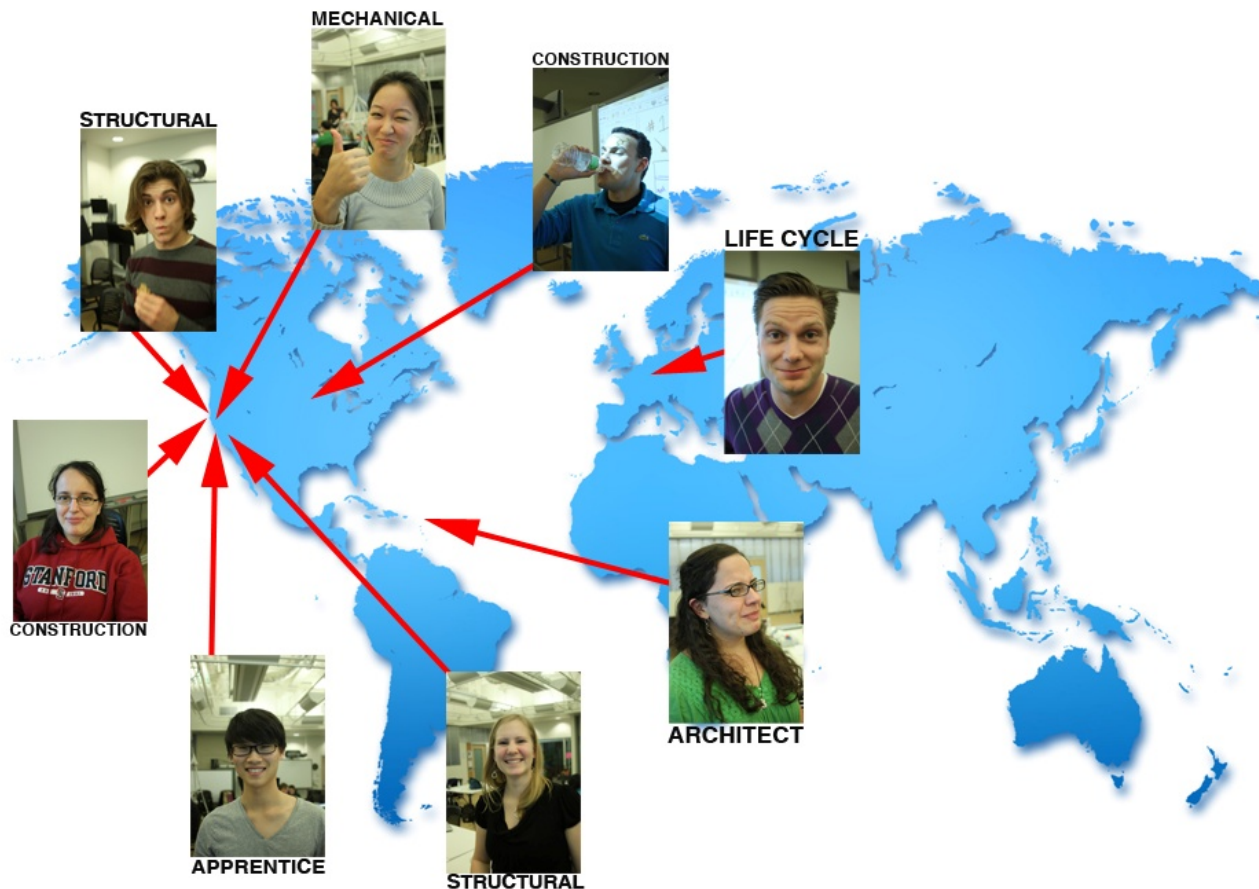 MECHANICAL
CONSTRUCTION
STRUCTURAL
LIFE CYCLE
STANFORD
CONSTRUCTION
ARCHITECT
APPRENTICE
STRUCTURAL